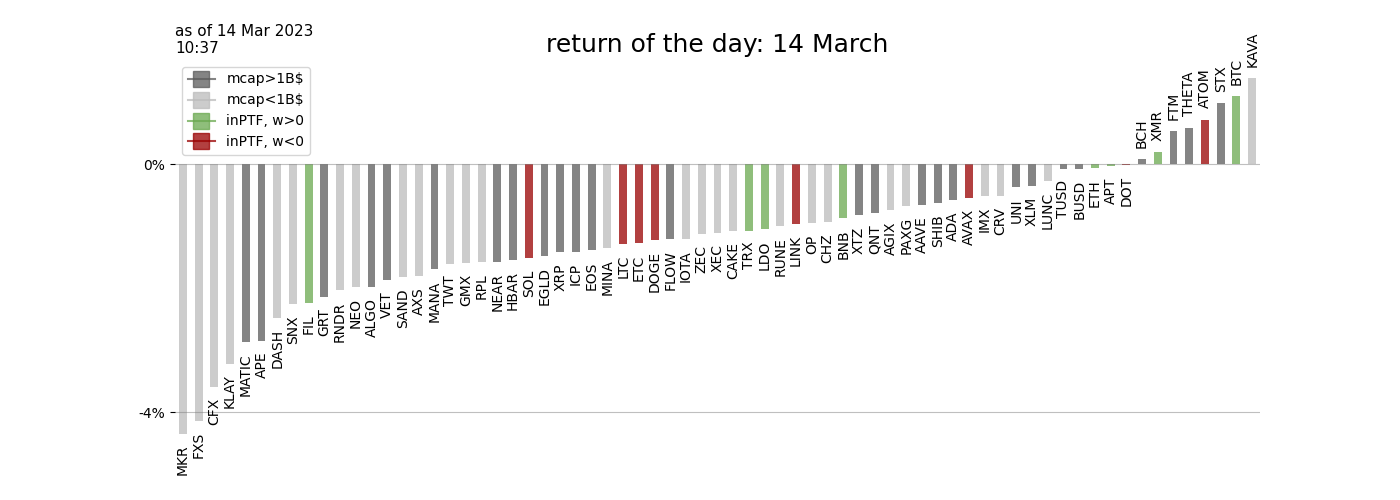 as of 14 Mar 2023
10:37
return of the day: 14 March
mcap>1B$
mcap<1B$
inPTF, w>0
inPTF, w<0
0%
-4%
MKR
FXS
CFX
KLAY
MATIC
APE
DASH
SNX
FIL
GRT
RNDR
NEO
ALGO
VET
SAND
AXS
MANA
TWT
GMX
RPL
NEAR
HBAR
SOL
EGLD
XRP
ICP
EOS
MINA
LTC
ETC
DOGE
FLOW
IOTA
ZEC
XEC
CAKE
TRX
LDO
RUNE
LINK
OP
CHZ
BNB
XTZ
QNT
AGIX
PAXG
AAVE
SHIB
ADA
AVAX
IMX
CRV
UNI
XLM
LUNC
TUSD
BUSD
ETH
APT
DOT
BCH
XMR
FTM
THETA
ATOM
STX
BTC
KAVA